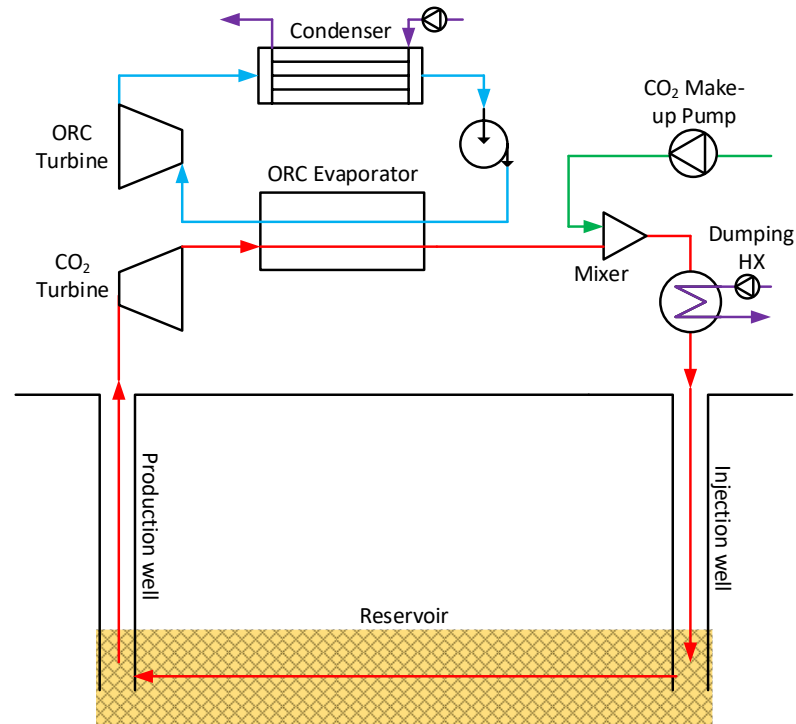 Condenser
CO₂ Make-
up Pump
ORC
Turbine
ORC Evaporator
CO₂
Turbine
Mixer
Dumping
HX
Production well
Injection well
Reservoir